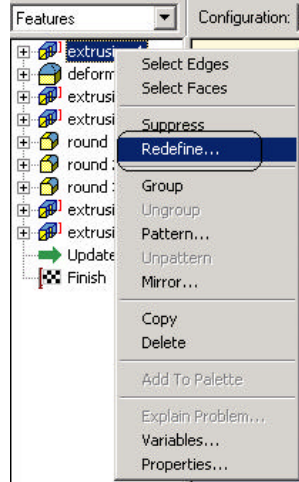 Features
Configuration:
Select Edges
Select Faces
Suppress
Redefine...
Group
Ungroup
Pattern...
Unpattern
Mirror...
Copy
Delete
Add To Palette
Explain Problem...
Variables...
Properties...
extrusi
deform
extrusi
extrusi
round
round
round
extrusi
extrusi
Update
Finish